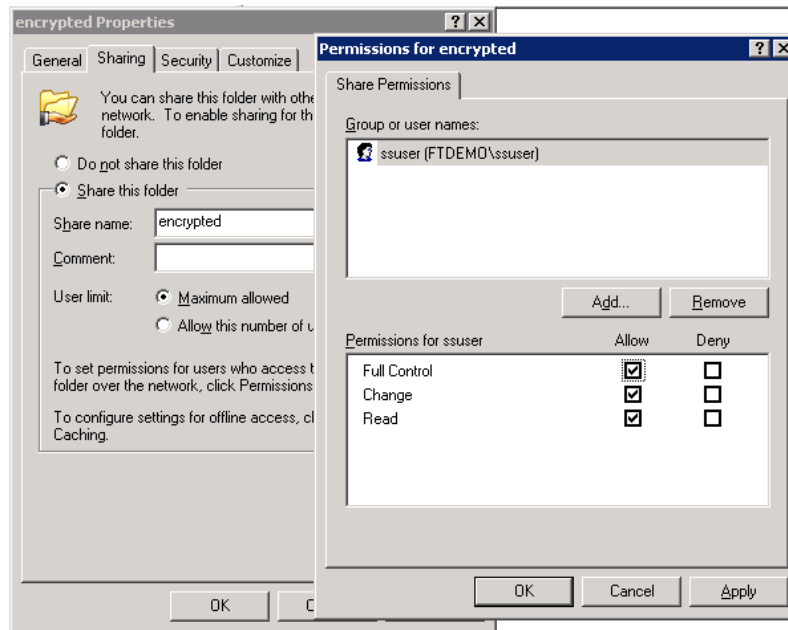 encrypted Properties
General Sharing Security Customize
You can share this folder with othe
network. To enable sharing for th
folder.
Do not share this folder
Share this folder
Share name: encrypted
Comment:
User limit: Maximum allowed
Allow this number of u
To set permissions for users who access t
folder over the network, click Permissions
To configure settings for offline access, cl
Caching.
OK C
Permissions for encrypted
Share Permissions
Group or user names:
ssuser (FTDEMO\ssuser)
Add... Remove
Permissions for ssuser Allow Deny
Full Control
Change
Read
OK Cancel Apply